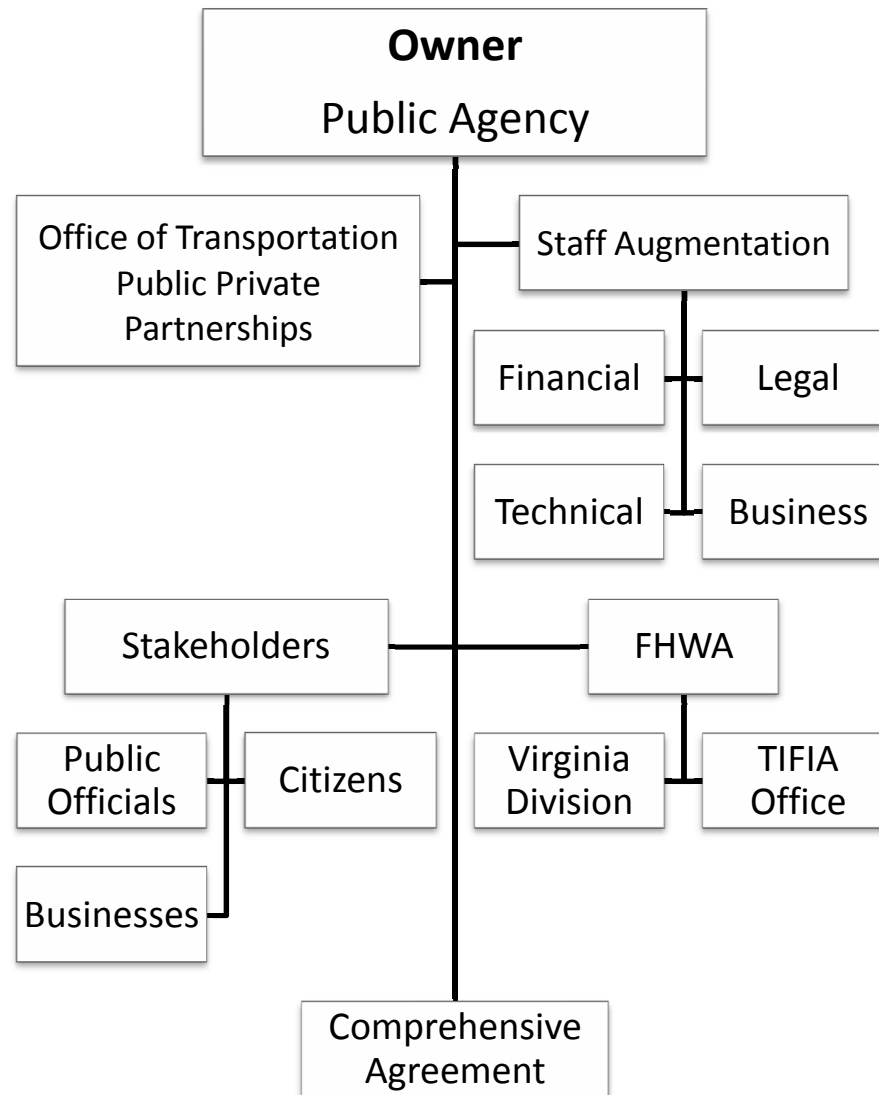 Owner
Public Agency
Office of Transportation
Public Private
Partnerships
Staff Augmentation
Financial
Legal
Technical
Business
Stakeholders
FHWA
Public
Officials
Citizens
Virginia
Division
TIFIA
Office
Businesses
Comprehensive
Agreement